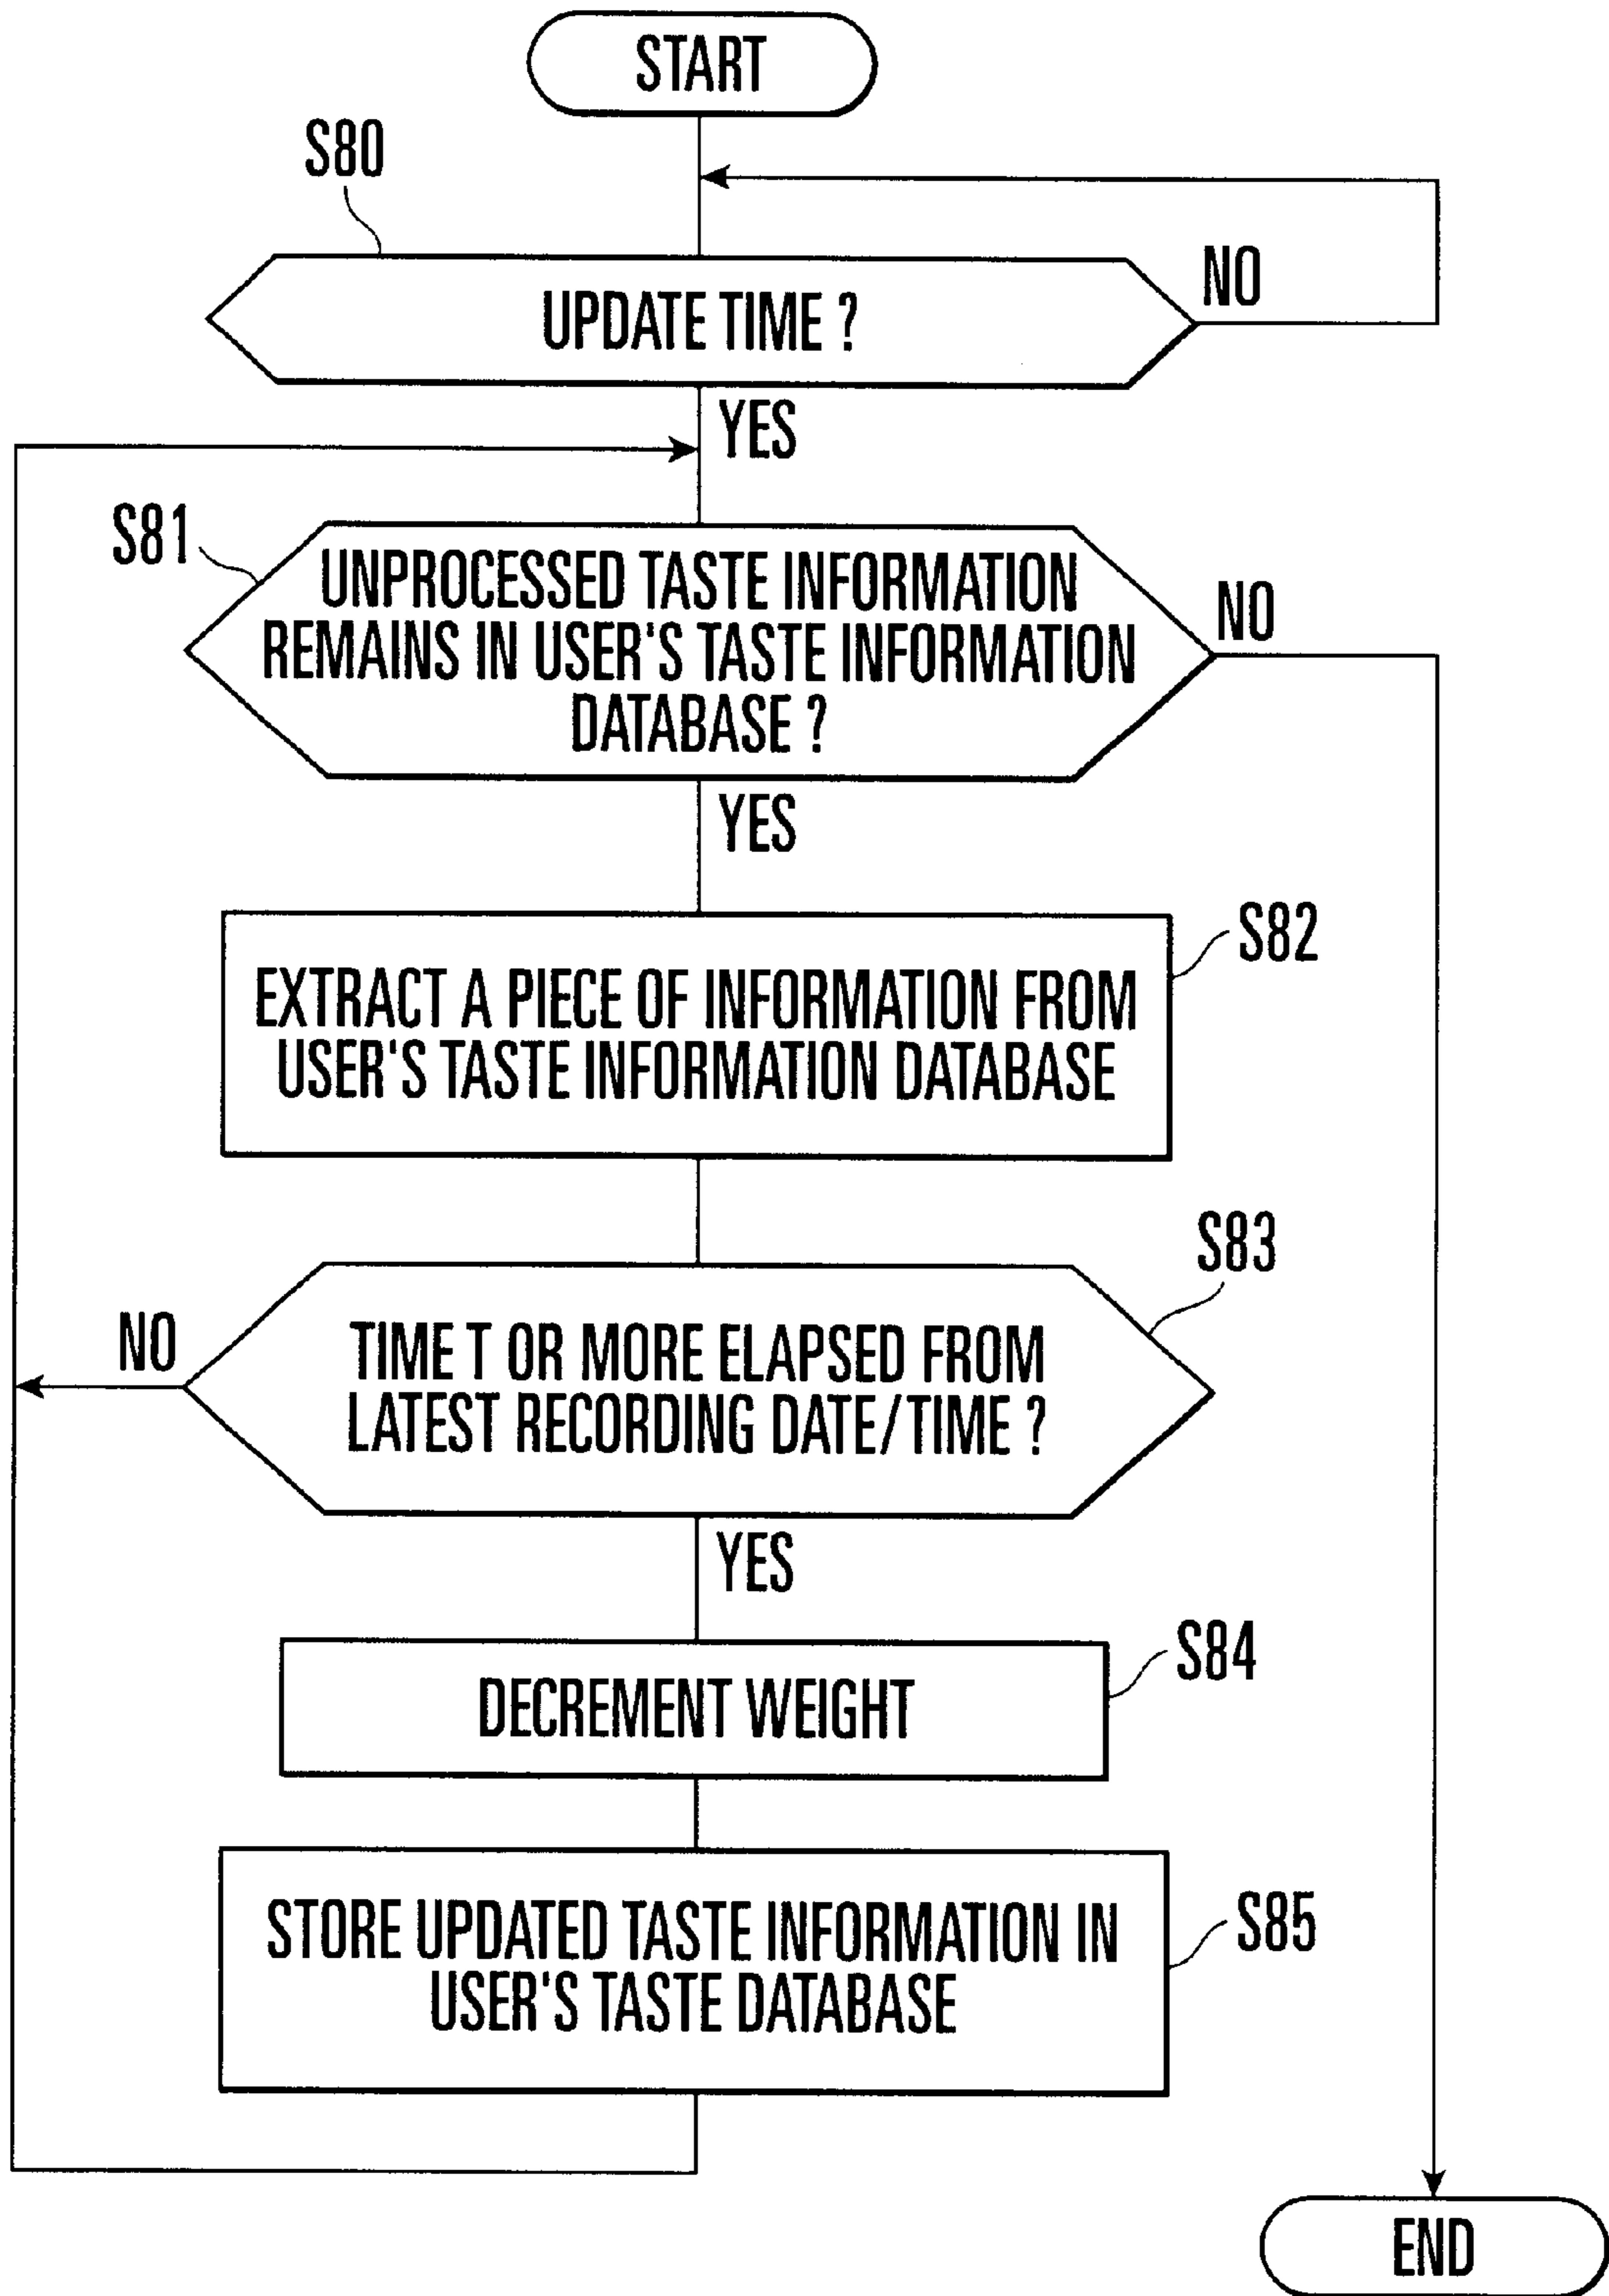 START
S80
UPDATE TIME ?
NO
YES
S81
UNPROCESSED TASTE INFORMATION
REMAINS IN USER'S TASTE INFORMATION
DATABASE ?
NO
YES
S82
EXTRACT A PIECE OF INFORMATION FROM
USER'S TASTE INFORMATION DATABASE
S83
NO
TIME T OR MORE ELAPSED FROM
LATEST RECORDING DATE/TIME ?
YES
S84
DECREMENT WEIGHT
S85
STORE UPDATED TASTE INFORMATION IN
USER'S TASTE DATABASE
END